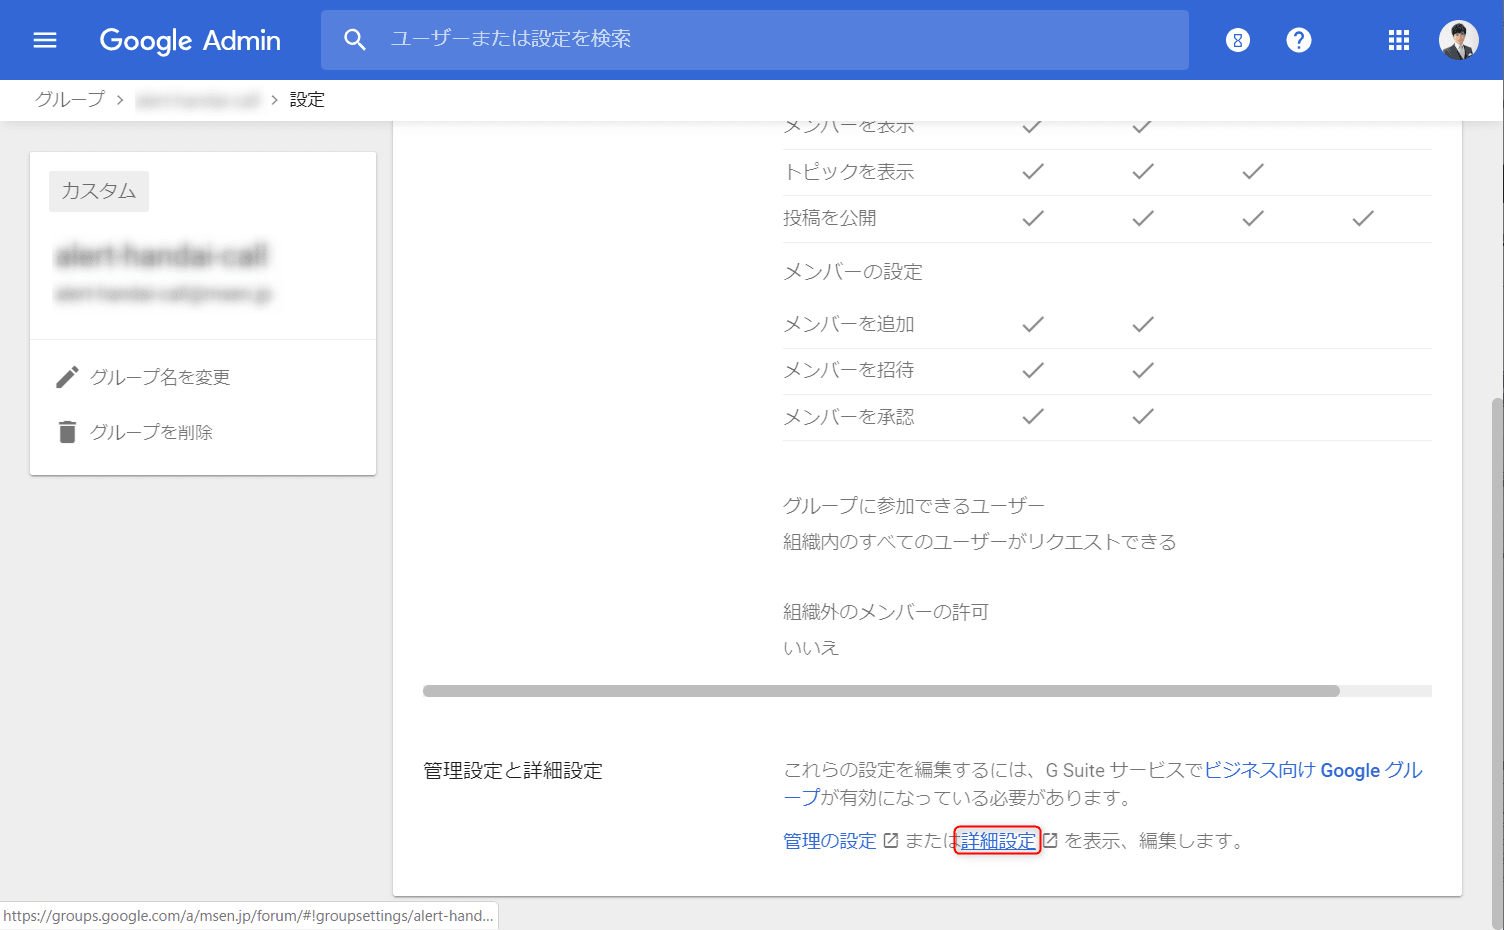 Google Admin
ユーザーまたは設定を検索
グループ > alert-handai-call > 設定
カスタム
alert-handai-call
alert-handai-call@msen.jp
グループ名を変更
グループを削除
メンバーを表示
トピックを表示
投稿を公開
メンバーの設定
メンバーを追加
メンバーを招待
メンバーを承認
グループに参加できるユーザー
組織内のすべてのユーザーがリクエストできる
組織外のメンバーの許可
いいえ
管理設定と詳細設定
これらの設定を編集するには、G Suite サービスでビジネス向け Google グル
ープが有効になっている必要があります。
管理の設定 または 詳細設定 を表示、編集します。
https://groups.google.com/a/msen.jp/forum/#!groupsettings/alert-hand...